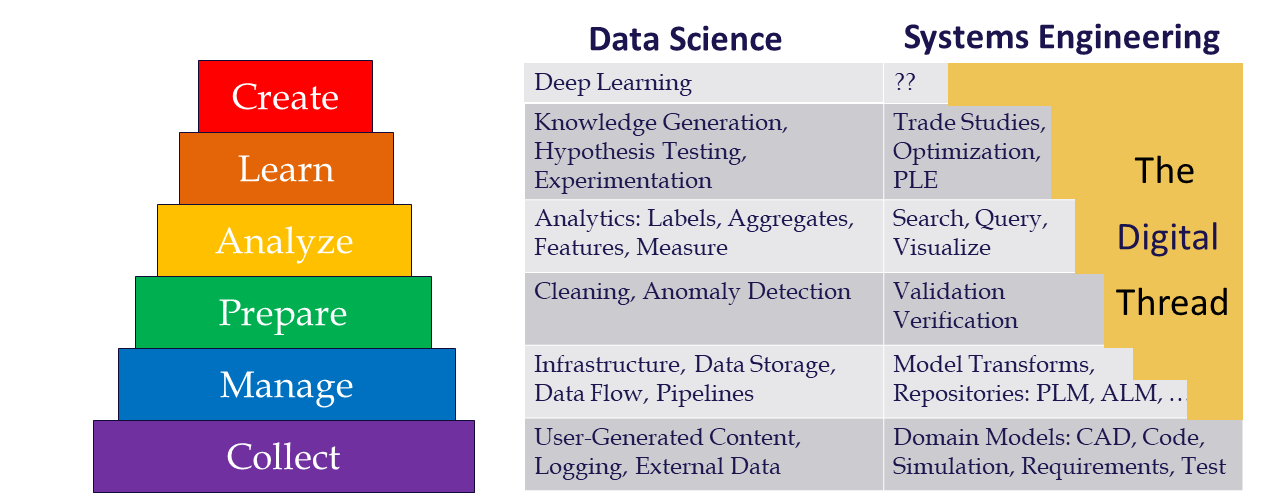 Data Science
Systems Engineering
Create
Deep Learning
??
Learn
Knowledge Generation,
Hypothesis Testing,
Experimentation
Trade Studies,
Optimization,
PLE
Analyze
Analytics: Labels, Aggregates,
Features, Measure
Search, Query,
Visualize
Prepare
Cleaning, Anomaly Detection
Validation
Verification
Manage
Infrastructure, Data Storage,
Data Flow, Pipelines
Model Transforms,
Repositories: PLM, ALM, …
Collect
User-Generated Content,
Logging, External Data
Domain Models: CAD, Code,
Simulation, Requirements, Test
The
Digital
Thread